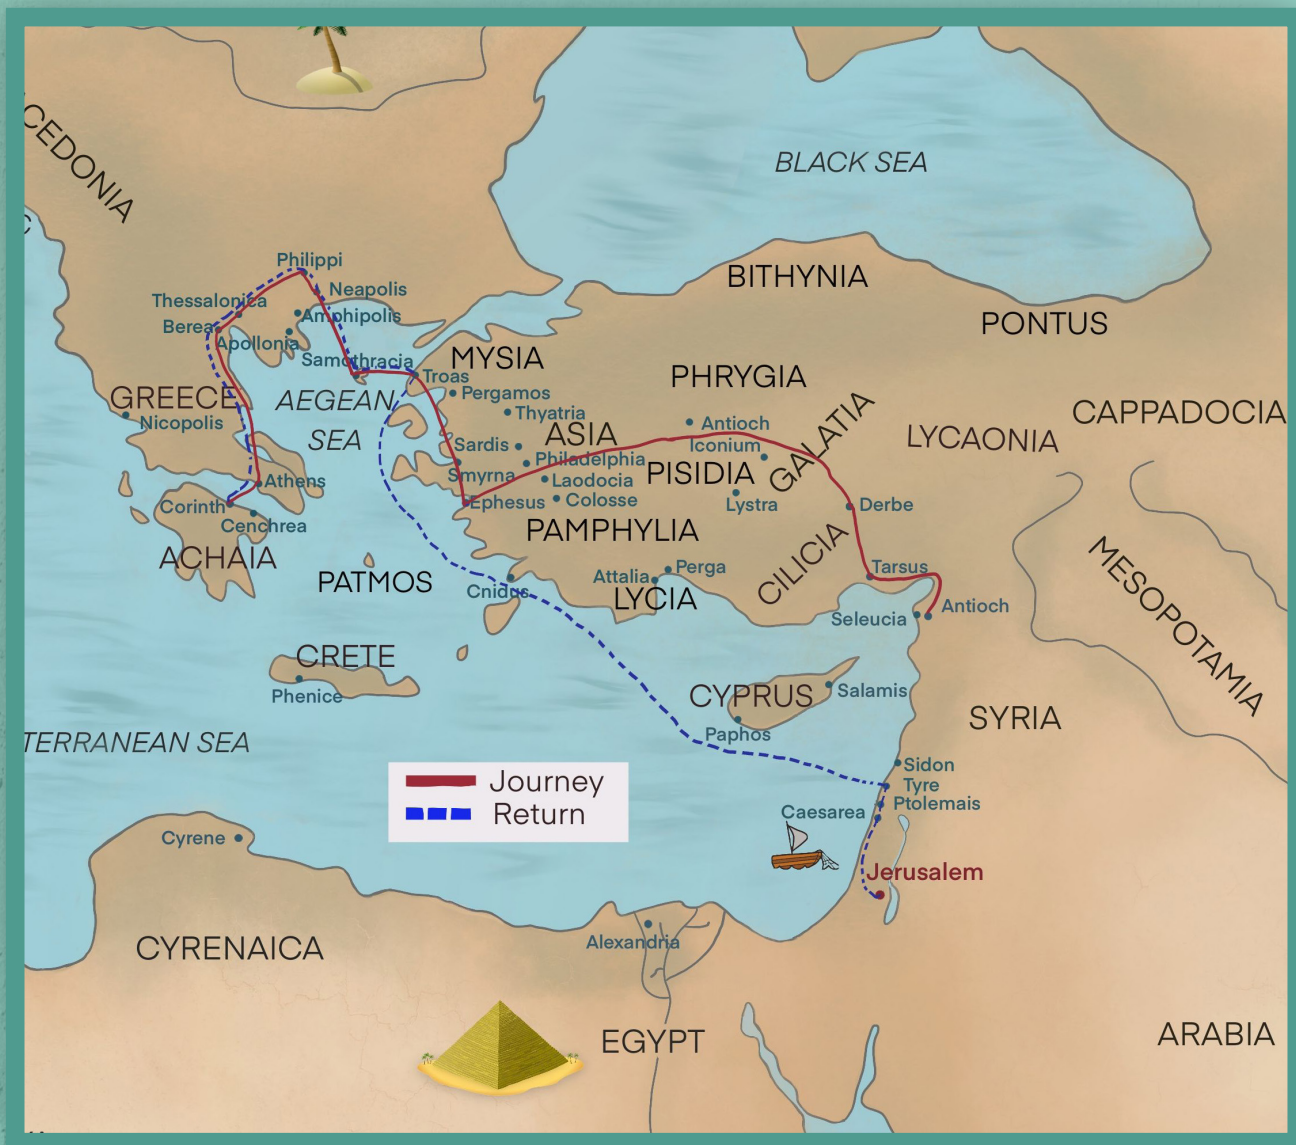 CEDONIA
C
BLACK SEA
Philippi
BITHYNIA
Neapolis
Thessalonica
Amphipolis
Berea
PONTUS
Apollonia
Samothracia
MYSIA
Troas
PHRYGIA
Pergamos
GREECE
AEGEAN
SEA
Thyatria
CAPPADOCIA
Nicopolis
Antioch
GALATIA
ASIA
LYCAONIA
Sardis
Iconium
Philadelphia
Smyrna
PISIDIA
Laodocia
Athens
Ephesus
Colosse
Lystra
Derbe
Corinth
Cenchrea
PAMPHYLIA
ACHAIA
CILICIA
MESOPOTAMIA
PATMOS
Perga
Tarsus
Attalia
Cnidus
LYCIA
Antioch
Seleucia
CRETE
Phenice
CYPRUS
Salamis
SYRIA
Paphos
TERRANEAN SEA
Sidon
Tyre
Journey
Ptolemais
Return
Caesarea
Cyrene
Jerusalem
Alexandria
CYRENAICA
EGYPT
ARABIA